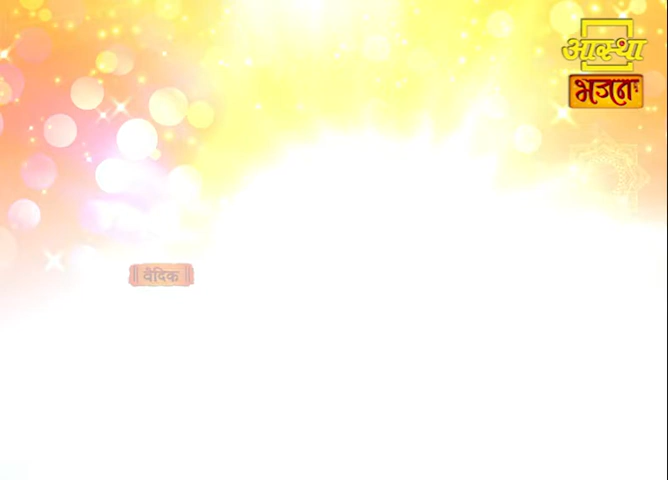 आस्था
भजन
॥ वैदिक ॥